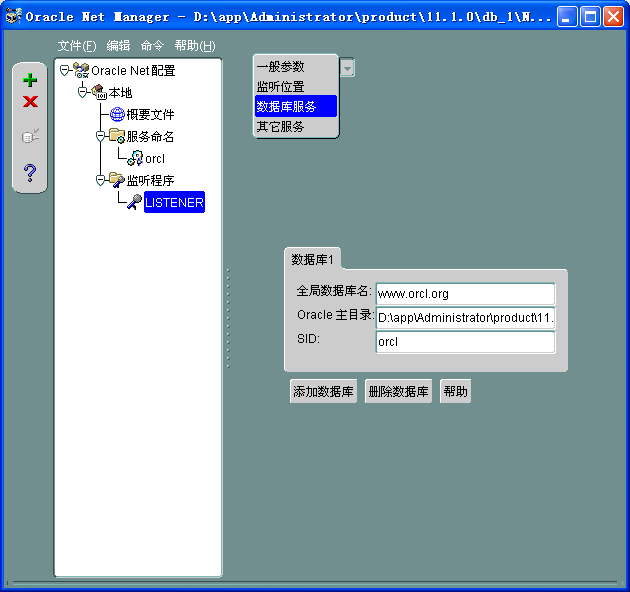 Oracle Net Manager - D:\app\Administrator\product\11.1.0\db_1\N...
文件(F) 编辑 命令 帮助(H)
Oracle Net 配置
本地
概要文件
服务命名
orcl
监听程序
LISTENER
一般参数
监听位置
数据库服务
其它服务
数据库1
全局数据库名: www.orcl.org
Oracle 主目录: D:\app\Administrator\product\11.
SID: orcl
添加数据库 删除数据库 帮助